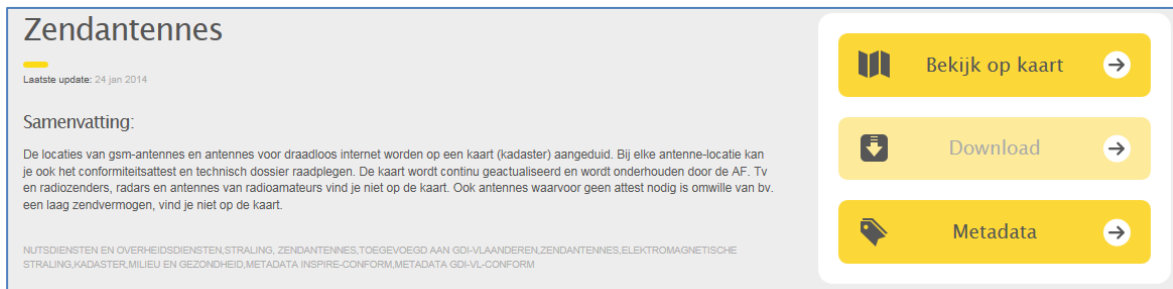 Zendantennes
Laatste update: 24 jan 2014
Samenvatting:
De locaties van gsm-antennes en antennes voor draadloos internet worden op een kaart (kadaster) aangeduid. Bij elke antenne-locatie kan
je ook het conformiteitsattest en technisch dossier raadplegen. De kaart wordt continu geactualiseerd en wordt onderhouden door de AF. Tv
en radiozenders, radars en antennes van radioamateurs vind je niet op de kaart. Ook antennes waarvoor geen attest nodig is omwille van bv.
een laag zendvermogen, vind je niet op de kaart.
NUTSDIENSTEN EN OVERHEIDSDIENSTEN,STRALING, ZENDANTENNES,TOEGEVOEGD AAN GDI-VLAANDEREN,ZENDANTENNES,ELEKTROMAGNETISCHE
STRALING,KADASTER,MILIEU EN GEZONDHEID,METADATA INSPIRE-CONFORM,METADATA GDI-VL-CONFORM
Bekijk op kaart
Download
Metadata